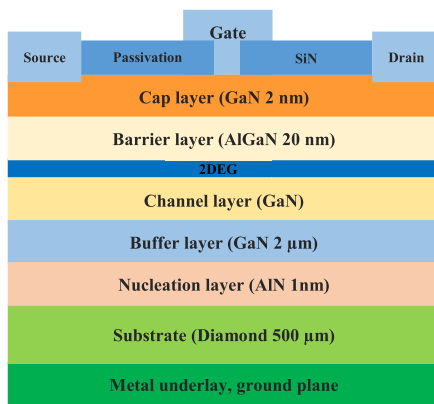 Gate
Source
Passivation
SiN
Drain
Cap layer (GaN 2 nm)
Barrier layer (AlGaN 20 nm)
2DEG
Channel layer (GaN)
Buffer layer (GaN 2 µm)
Nucleation layer (AlN 1nm)
Substrate (Diamond 500 µm)
Metal underlay, ground plane